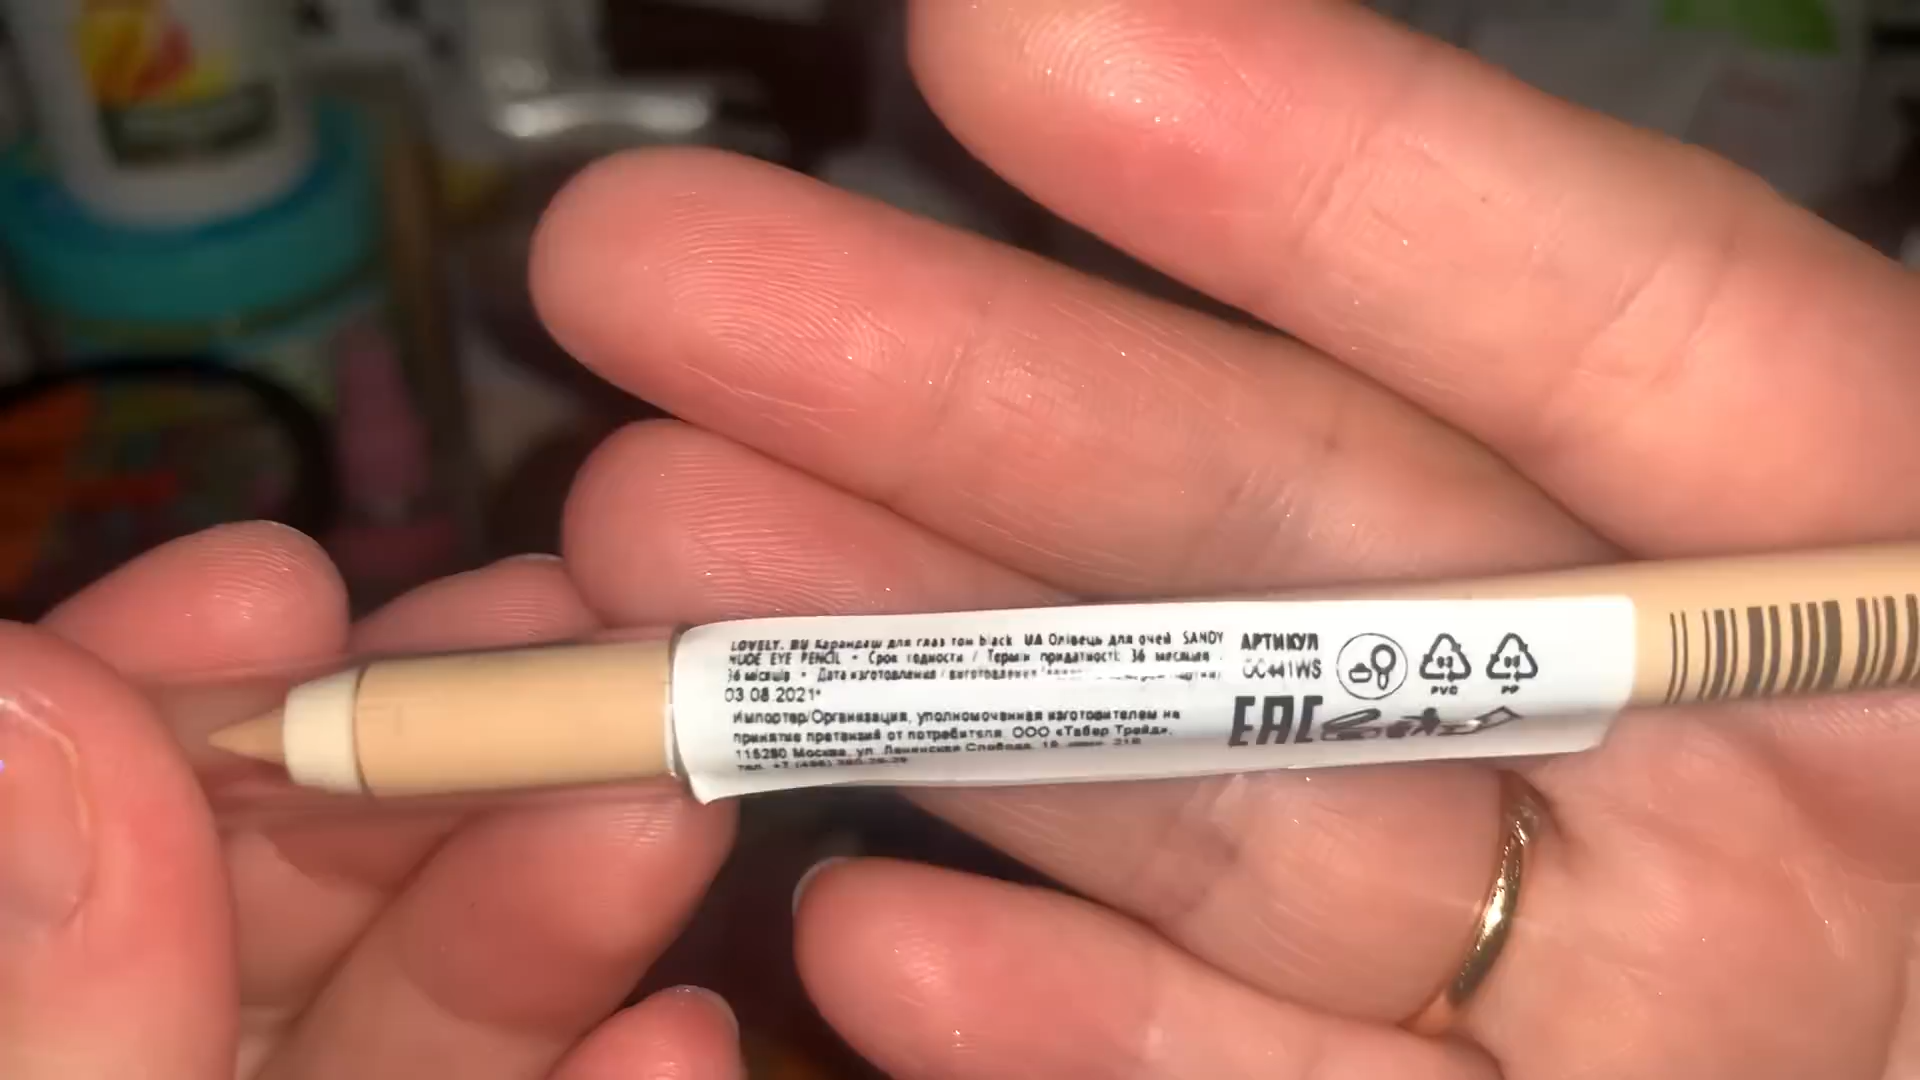 LOVELY. RU Карандаш для глаз тон black UA Олівець для очей SANDY
NUDE EYE PENCIL • Срок годности / Термін придатності: 36 месяцев .
36 місяців • Дата изготовления / виготовлення
03.08.2021*
Импортер/Организация, уполномоченная изготовителем на
принятие претензий от потребителя. ООО «Табер Трейд»,
115280 Москва, ул. Ленинская Слобода, 19
тел. +7
АРТИКУЛ
CC441WS
PVC
PP
EAC